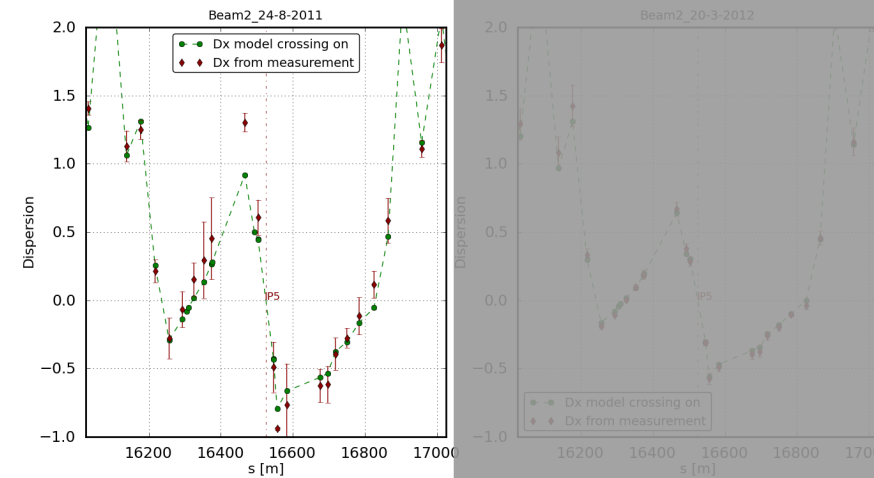 Beam2_24-8-2011
2.0
1.5
1.0
0.5
0.0
−0.5
−1.0
Dispersion
Dx model crossing on
Dx from measurement
IP5
16200 16400 16600 16800 17000
s [m]
Beam2_20-3-2012
2.0
1.5
1.0
0.5
0.0
−0.5
−1.0
Dispersion
IP5
Dx model crossing on
Dx from measurement
16200 16400 16600 16800
s [m]